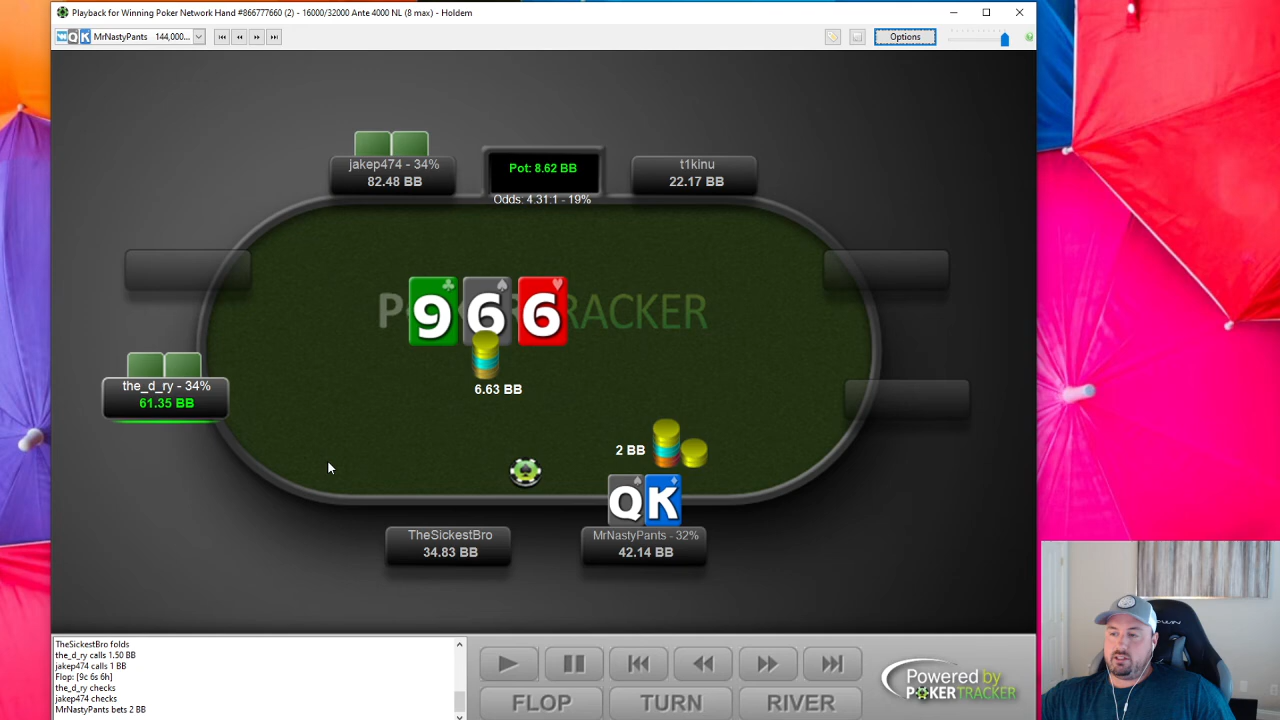 Playback for Winning Poker Network Hand #866777660 (2) - 16000/32000 Ante 4000 NL (8 max) - Holdem
Q K MrNastyPants 144,000... Options
jakep474 - 34%
82.48 BB
Pot: 8.62 BB
Odds: 4.31:1 - 19%
t1kinu
22.17 BB
9 6 6
6.63 BB
the_d_ry - 34%
61.35 BB
2 BB
Q K
TheSickestBro
34.83 BB
MrNastyPants - 32%
42.14 BB
TheSickestBro folds
the_d_ry calls 1.50 BB
jakep474 calls 1 BB
Flop: [9c 6s 6h]
the_d_ry checks
jakep474 checks
MrNastyPants bets 2 BB
FLOP TURN RIVER
Powered by
POKERTRACKER